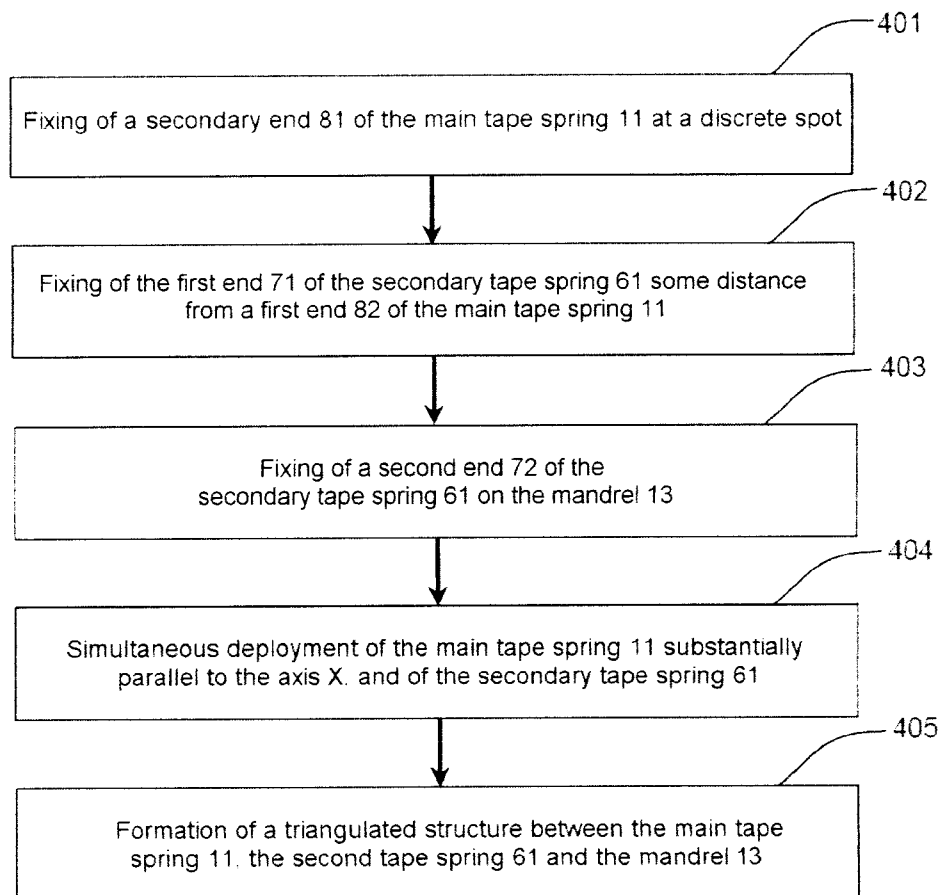 401
Fixing of a secondary end 81 of the main tape spring 11 at a discrete spot
402
Fixing of the first end 71 of the secondary tape spring 61 some distance
from a first end 82 of the main tape spring 11
403
Fixing of a second end 72 of the
secondary tape spring 61 on the mandrel 13
404
Simultaneous deployment of the main tape spring 11 substantially
parallel to the axis X. and of the secondary tape spring 61
405
Formation of a triangulated structure between the main tape
spring 11. the second tape spring 61 and the mandrel 13